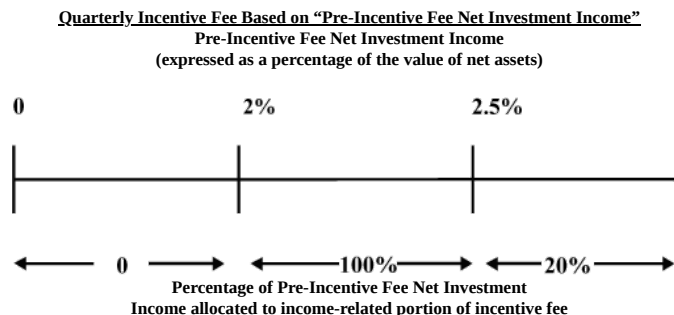 Quarterly Incentive Fee Based on “Pre-Incentive Fee Net Investment Income”
Pre-Incentive Fee Net Investment Income
(expressed as a percentage of the value of net assets)
0 2% 2.5%
0 100% 20%
Percentage of Pre-Incentive Fee Net Investment
Income allocated to income-related portion of incentive fee